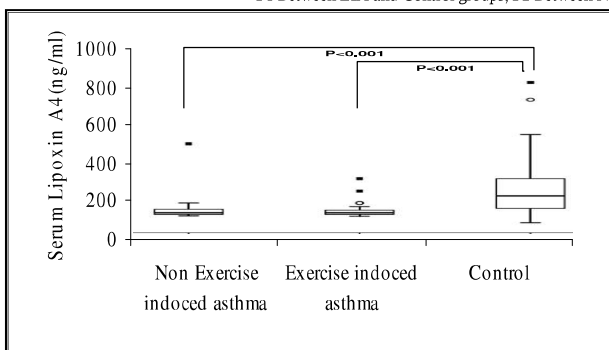 1000
P<0.001
P<0.001
800
600
400
200
0
Serum Lipoxin A4(ng/ml)
Non Exercise Exercise indoced Control
indoced asthma asthma